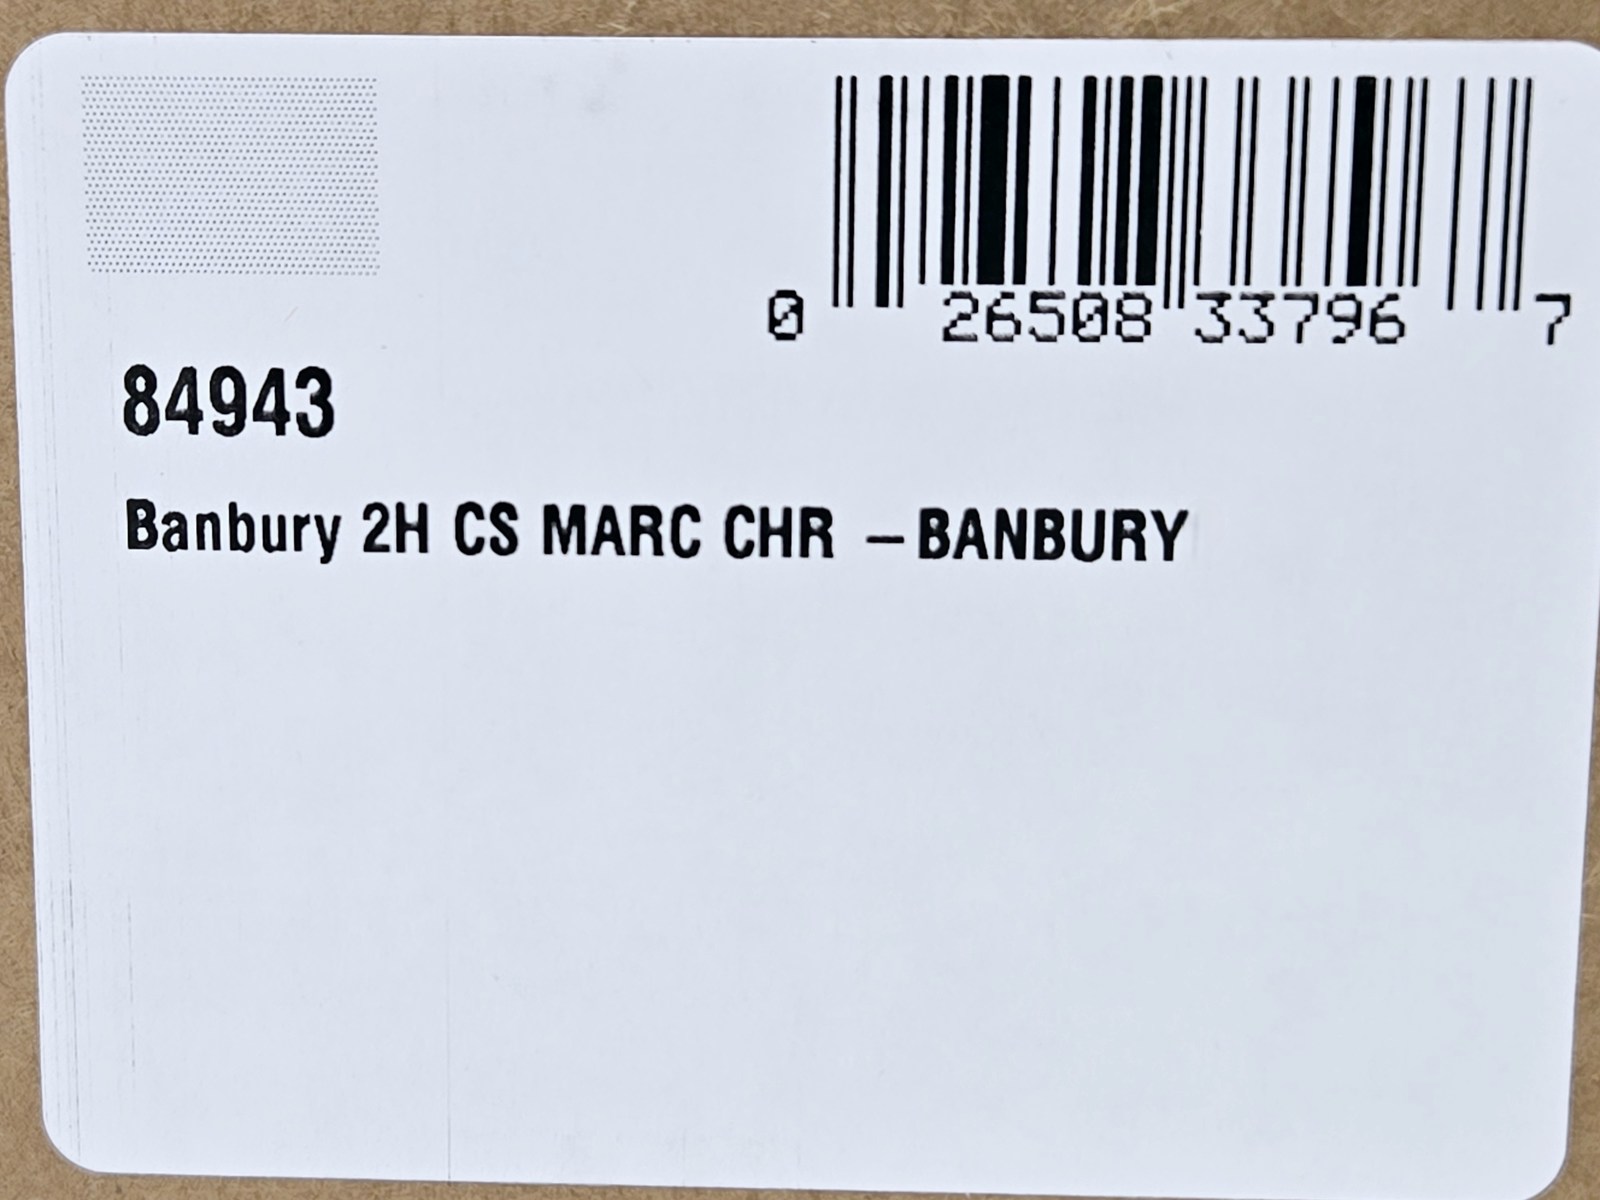 0 26508 33796 7
84943
Banbury 2H CS MARC CHR –BANBURY